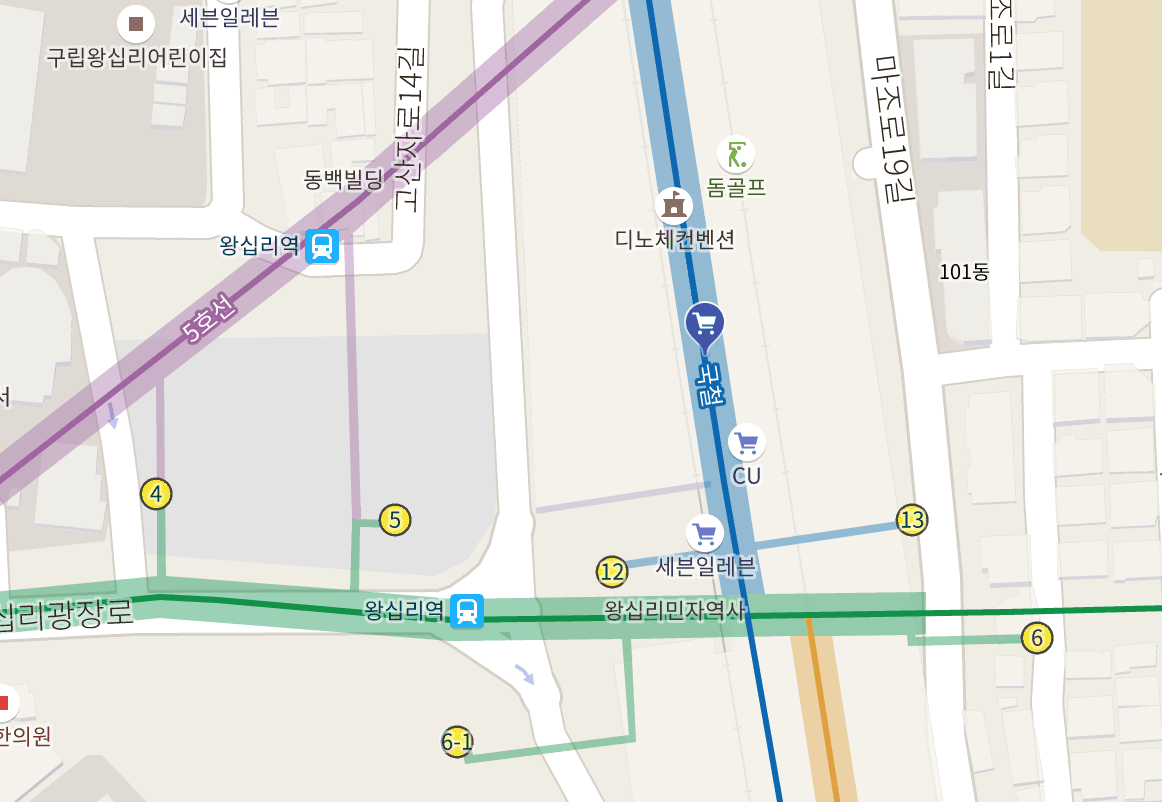 세븐일레븐
구립왕십리어린이집
고산자로14길
마조로1길
마조로19길
돔골프
동백빌딩
디노체컨벤션
왕십리역
101동
5호선
국철
CU
4
5
13
12
세븐일레븐
왕십리역
왕십리민자역사
십리광장로
6
6-1
한의원